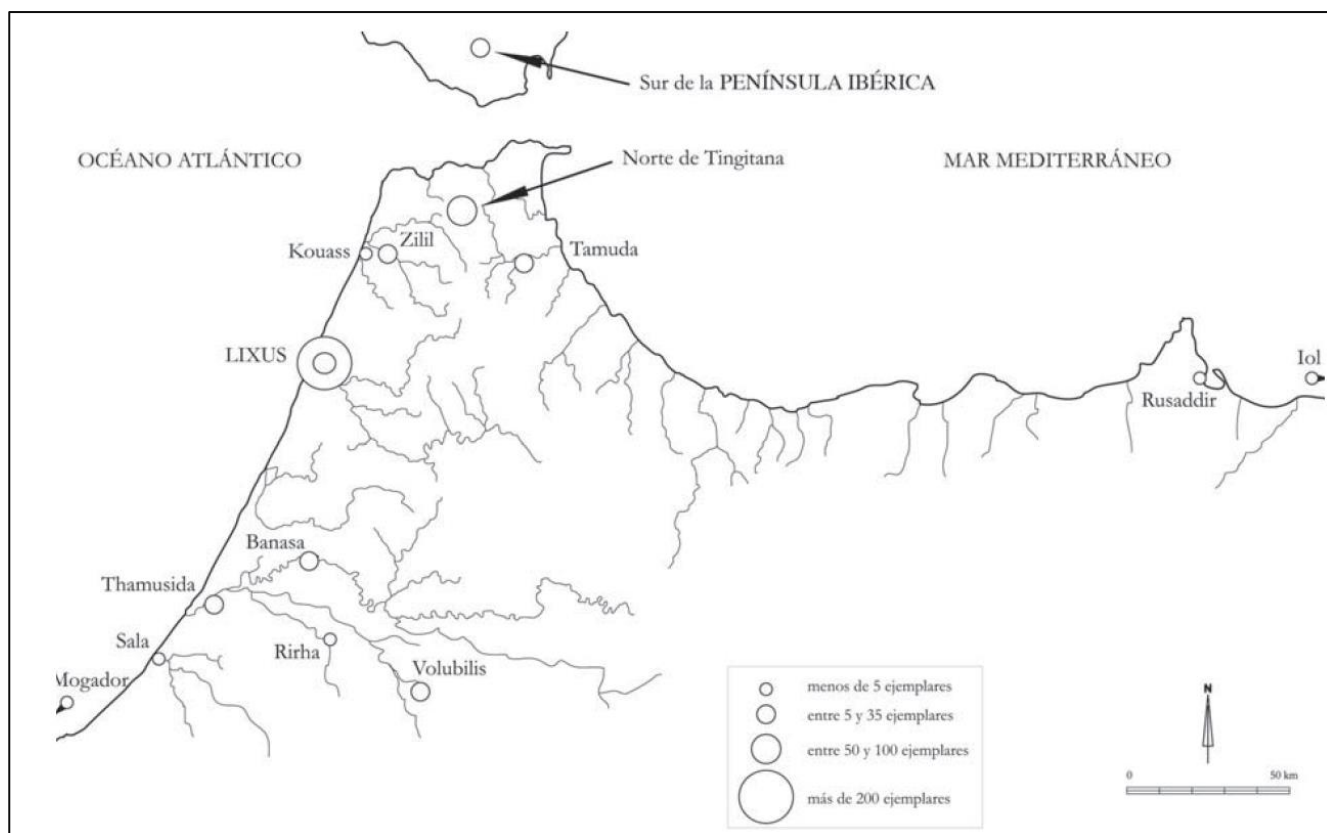 Sur de la PENÍNSULA IBÉRICA
OCÉANO ATLÁNTICO
Norte de Tingitana
MAR MEDITERRÁNEO
Kouass
Zilil
Tamuda
LIXUS
Iol
Rusaddir
Banasa
Thamusida
Sala
Rirha
Volubilis
Mogador
menos de 5 ejemplares
entre 5 y 35 ejemplares
entre 50 y 100 ejemplares
más de 200 ejemplares
N
0 50 km